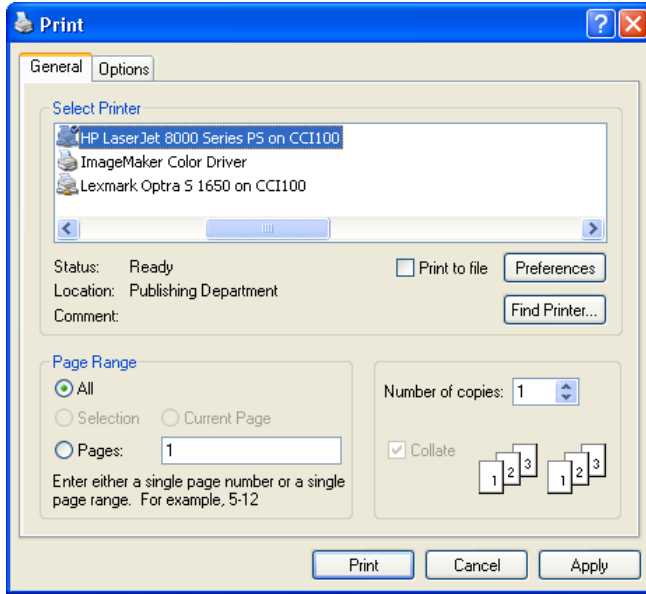 Print
General Options
Select Printer
HP LaserJet 8000 Series PS on CCI100
ImageMaker Color Driver
Lexmark Optra S 1650 on CCI100
Status: Ready
Print to file
Preferences
Location: Publishing Department
Comment:
Find Printer...
Page Range
All
Selection
Current Page
Pages: 1
Enter either a single page number or a single
page range. For example, 5-12
Number of copies: 1
Collate
1 2 3 1 2 3
Print Cancel Apply